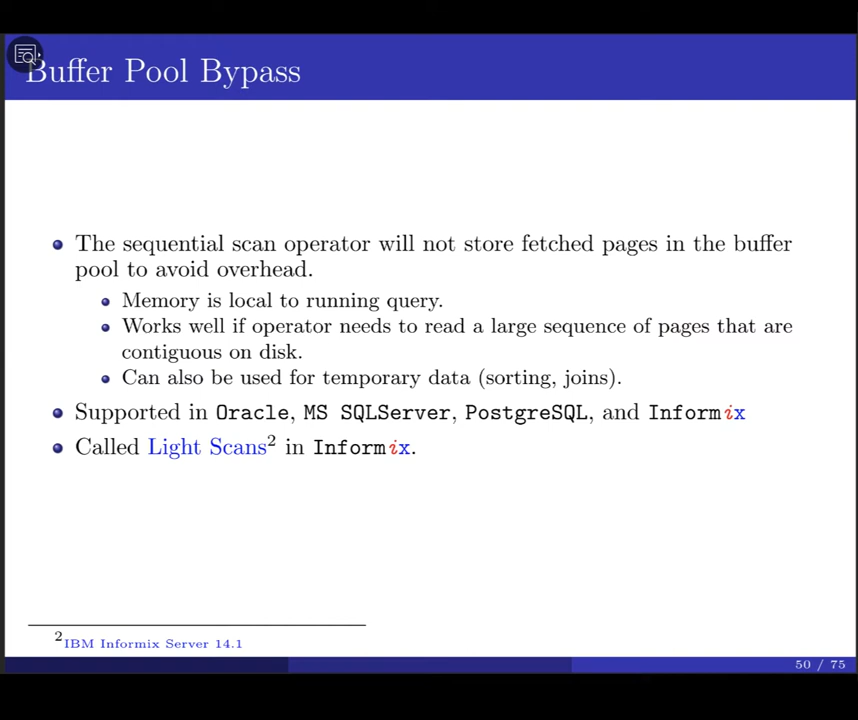 Buffer Pool Bypass
The sequential scan operator will not store fetched pages in the buffer
pool to avoid overhead.
Memory is local to running query.
Works well if operator needs to read a large sequence of pages that are
contiguous on disk.
Can also be used for temporary data (sorting, joins).
Supported in Oracle, MS SQLServer, PostgreSQL, and Informix
Called Light Scans2 in Informix.
2IBM Informix Server 14.1
50 / 75